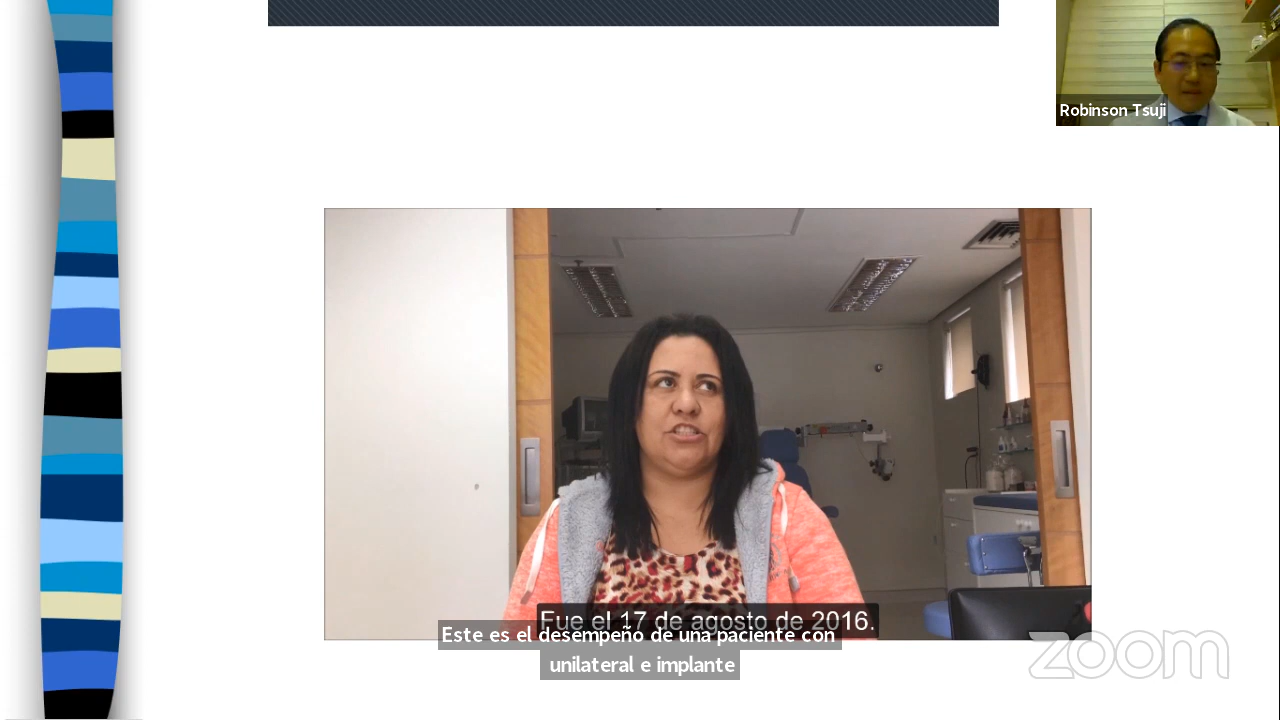 Robinson Tsuji
Fue el 17 de agosto de 2016.
Este es el desempeño de una paciente con
unilateral e implante
zoom